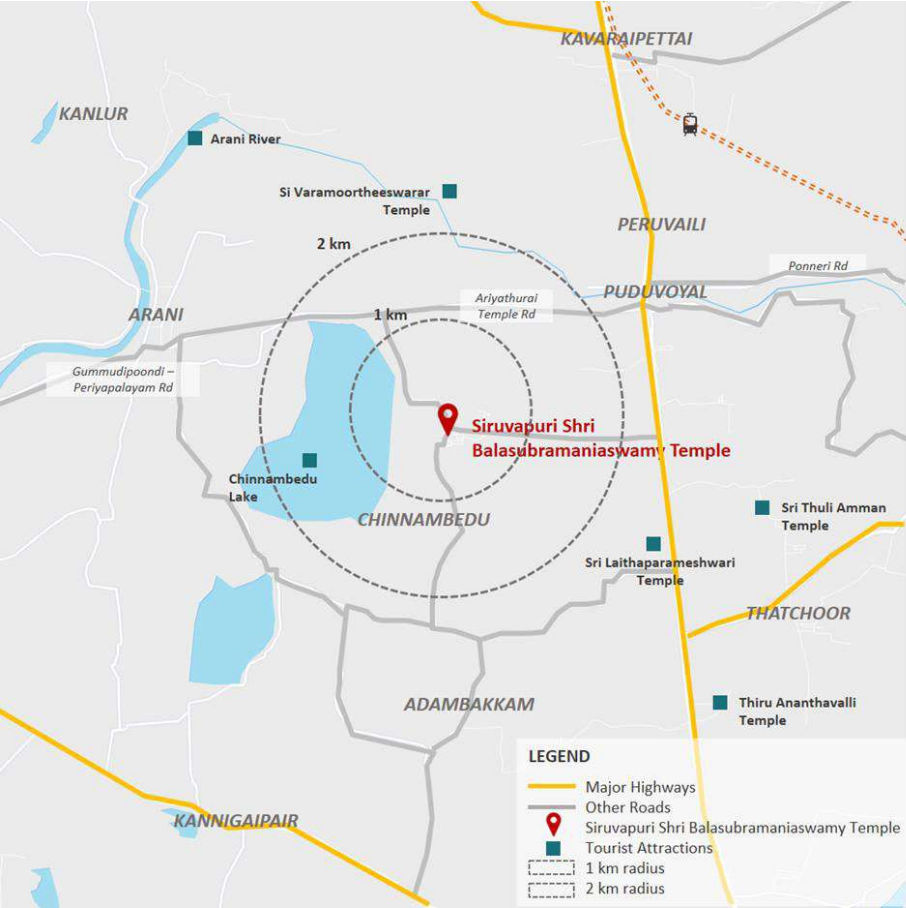 KAVARAIPETTAI
KANLUR
Arani River
Si Varamoortheeswarar
Temple
PERUVAILI
2 km
Ponneri Rd
PUDUVOYAL
Ariyathurai
Temple Rd
ARANI
1 km
Gummudipoondi –
Periyapalayam Rd
Siruvapuri Shri
Balasubramaniaswamy Temple
Chinnambedu
Lake
CHINNAMBEDU
Sri Thuli Amman
Temple
Sri Laithaparameshwari
Temple
THATCHOOR
ADAMBAKKAM
Thiru Ananthavalli
Temple
KANNIGAIPAIR
LEGEND
Major Highways
Other Roads
Siruvapuri Shri Balasubramaniaswamy Temple
Tourist Attractions
1 km radius
2 km radius